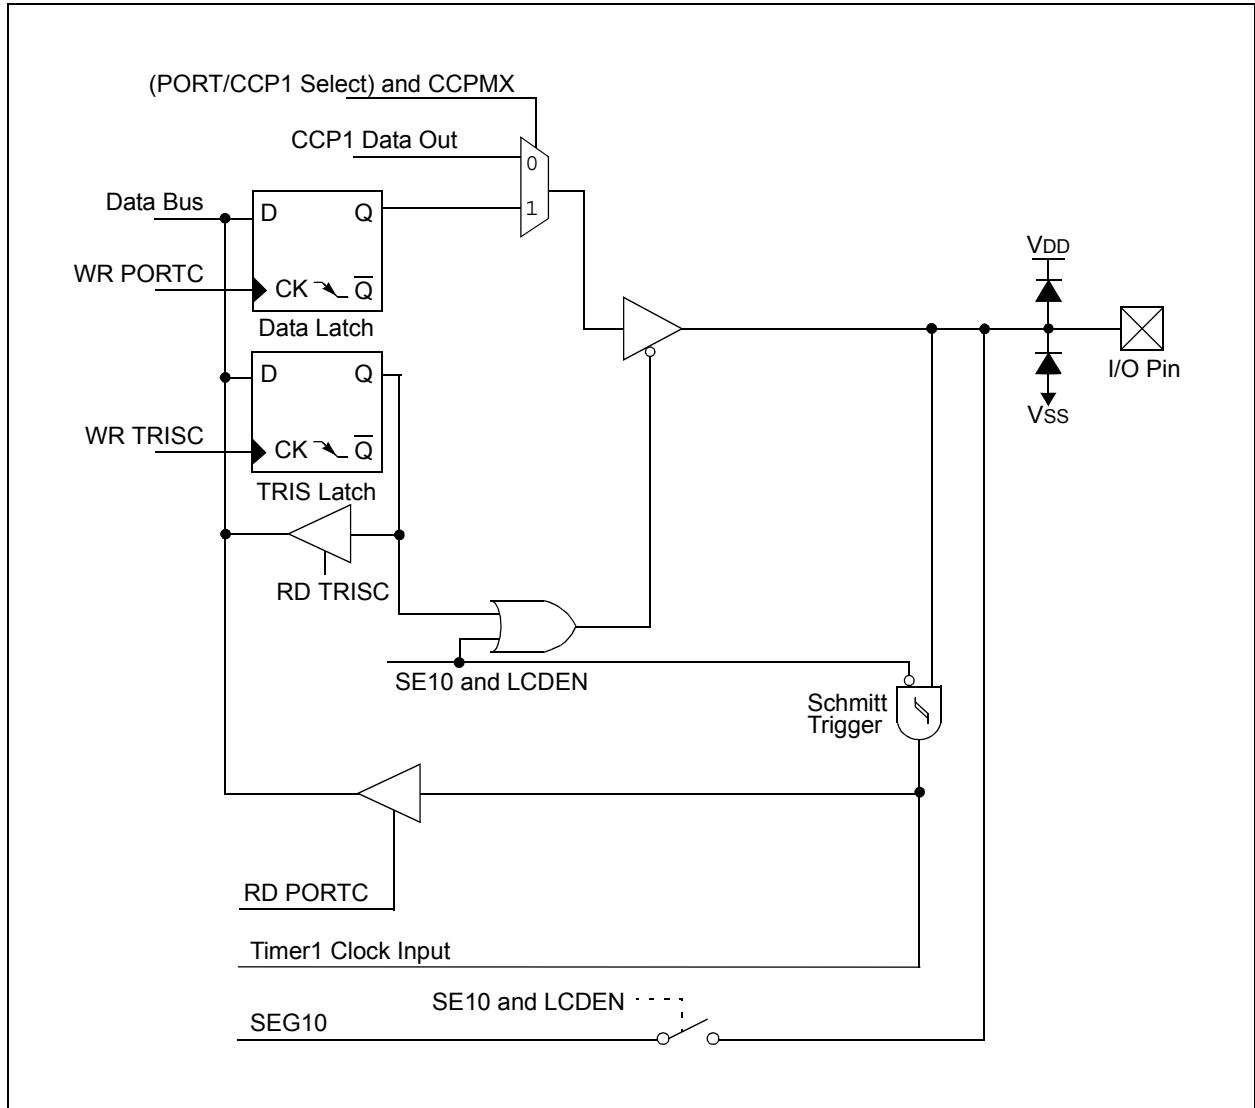 (PORT/CCP1 Select) and CCPMX
CCP1 Data Out
0
Data Bus
D Q
1
WR PORTC
CK Q̅
Data Latch
VDD
I/O Pin
VSS
D Q
WR TRISC
CK Q̅
TRIS Latch
RD TRISC
SE10 and LCDEN
Schmitt
Trigger
RD PORTC
Timer1 Clock Input
SE10 and LCDEN
SEG10